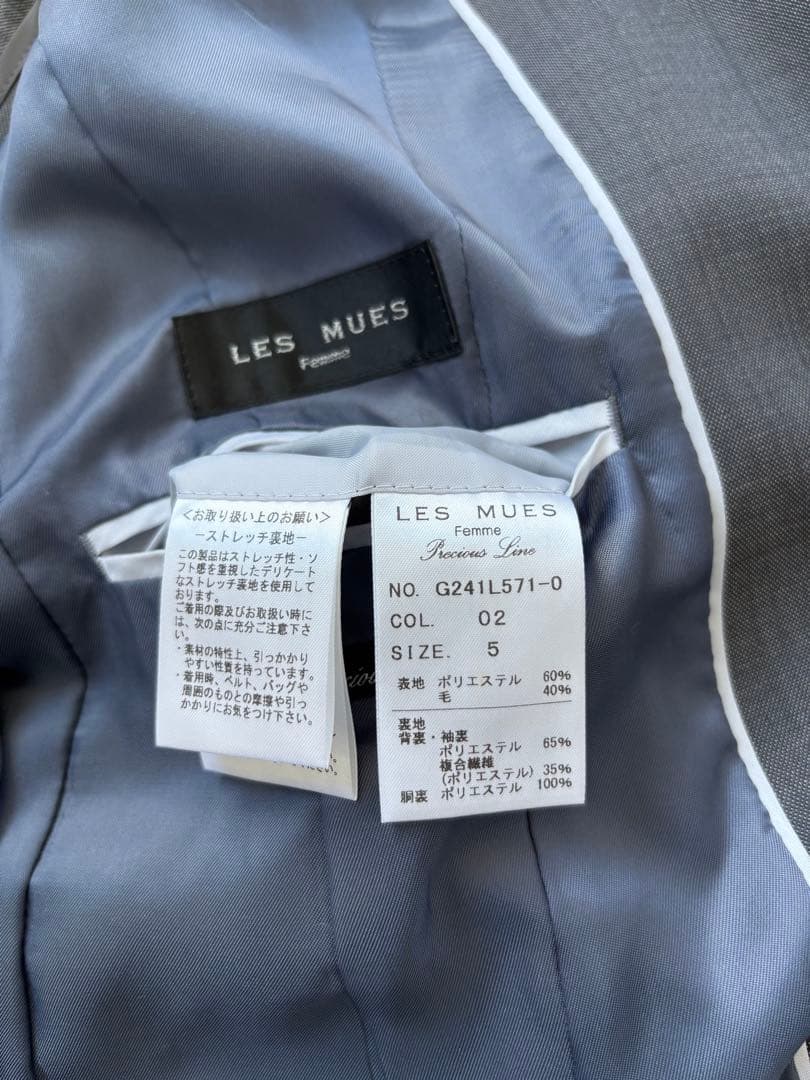 LES MUES
Femme
<お取り扱い上のお願い>
ーストレッチ裏地ー
この製品はストレッチ性・ソ
フト感を重視したデリケート
なストレッチ裏地を使用して
おります。
ご着用の際及びお取扱い時に
は、次の点に充分ご注意下さ
い。
・素材の特性上、引っかかり
やすい性質を持っています。
・着用時、ベルト、バッグや
周囲のものとの摩擦や引っ
かかりにお気をつけ下さい。
LES MUES
Femme
Precious Line
NO. G241L571-0
COL. 02
SIZE. 5
表地 ポリエステル 60%
毛 40%
裏地
背裏・袖裏
ポリエステル 65%
複合繊維
(ポリエステル) 35%
胴裏 ポリエステル 100%